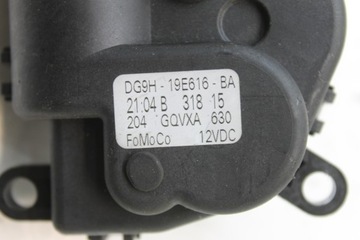 DG9H - 19E616 - BA
21:04 B 318 15
204 GQVXA 630
FoMoCo 12VDC